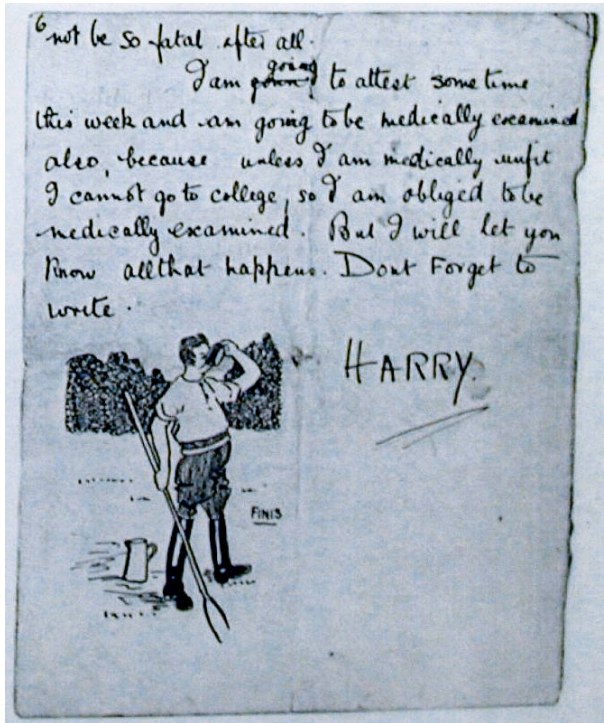 6
not be so fatal after all.
going
I am to attest some time
this week and am going to be medically examined
also, because unless I am medically unfit
I cannot go to college, so I am obliged to be
medically examined. But I will let you
know all that happens. Dont Forget to
write.
HARRY.
FINIS